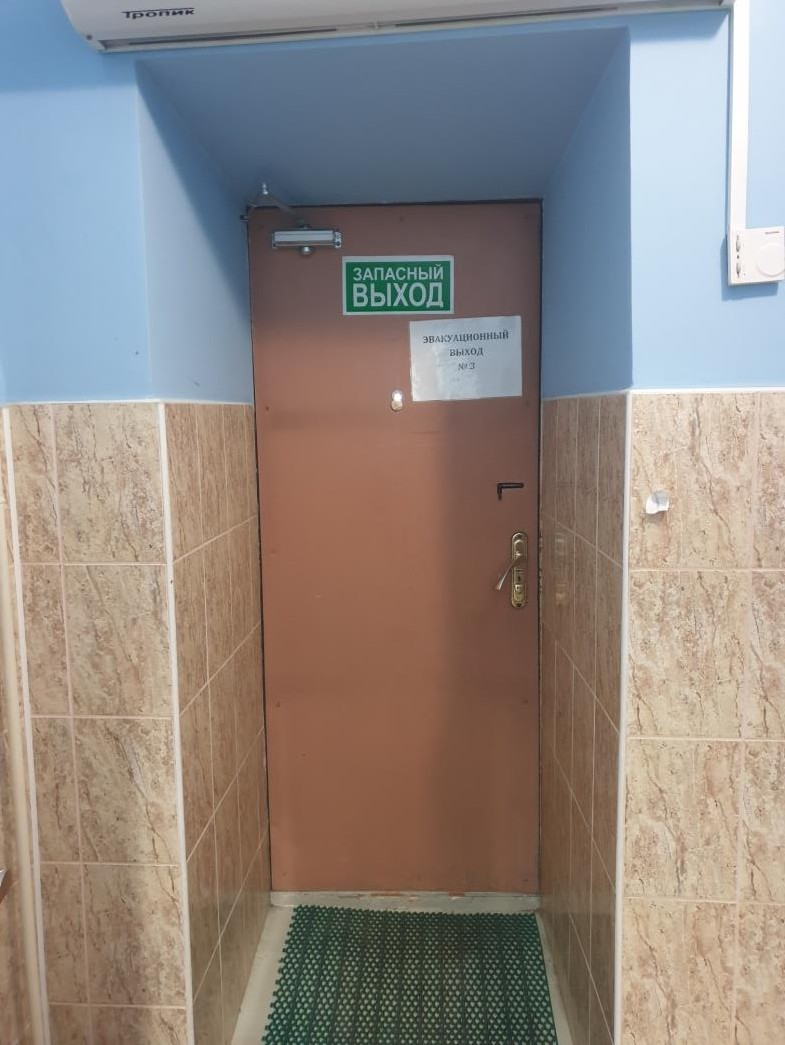 Тропик
ЗАПАСНЫЙ
ВЫХОД
ЭВАКУАЦИОННЫЙ
ВЫХОД
№ 3